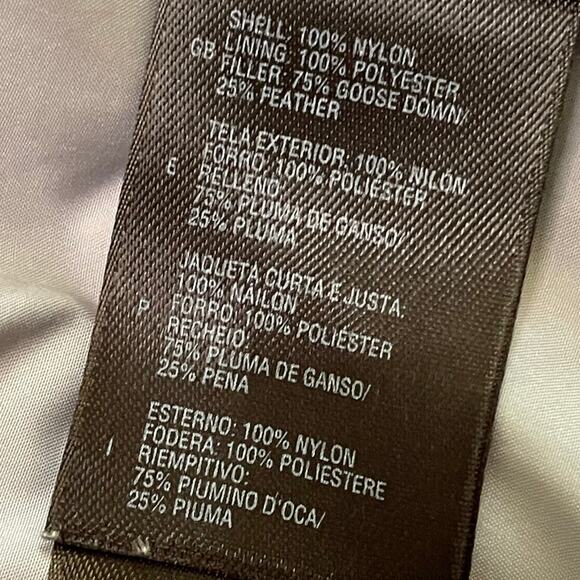 SHELL: 100% NYLON
GB LINING: 100% POLYESTER
FILLER: 75% GOOSE DOWN/
25% FEATHER
TELA EXTERIOR: 100% NILÓN
FORRO: 100% POLIÉSTER
E RELLENO:
75% PLUMA DE GANSO/
25% PLUMA
JAQUETA CURTA E JUSTA:
100% NAILON
P FORRO: 100% POLIÉSTER
RECHEIO:
75% PLUMA DE GANSO/
25% PENA
ESTERNO: 100% NYLON
FODERA: 100% POLIESTERE
I RIEMPITIVO:
75% PIUMINO D'OCA/
25% PIUMA